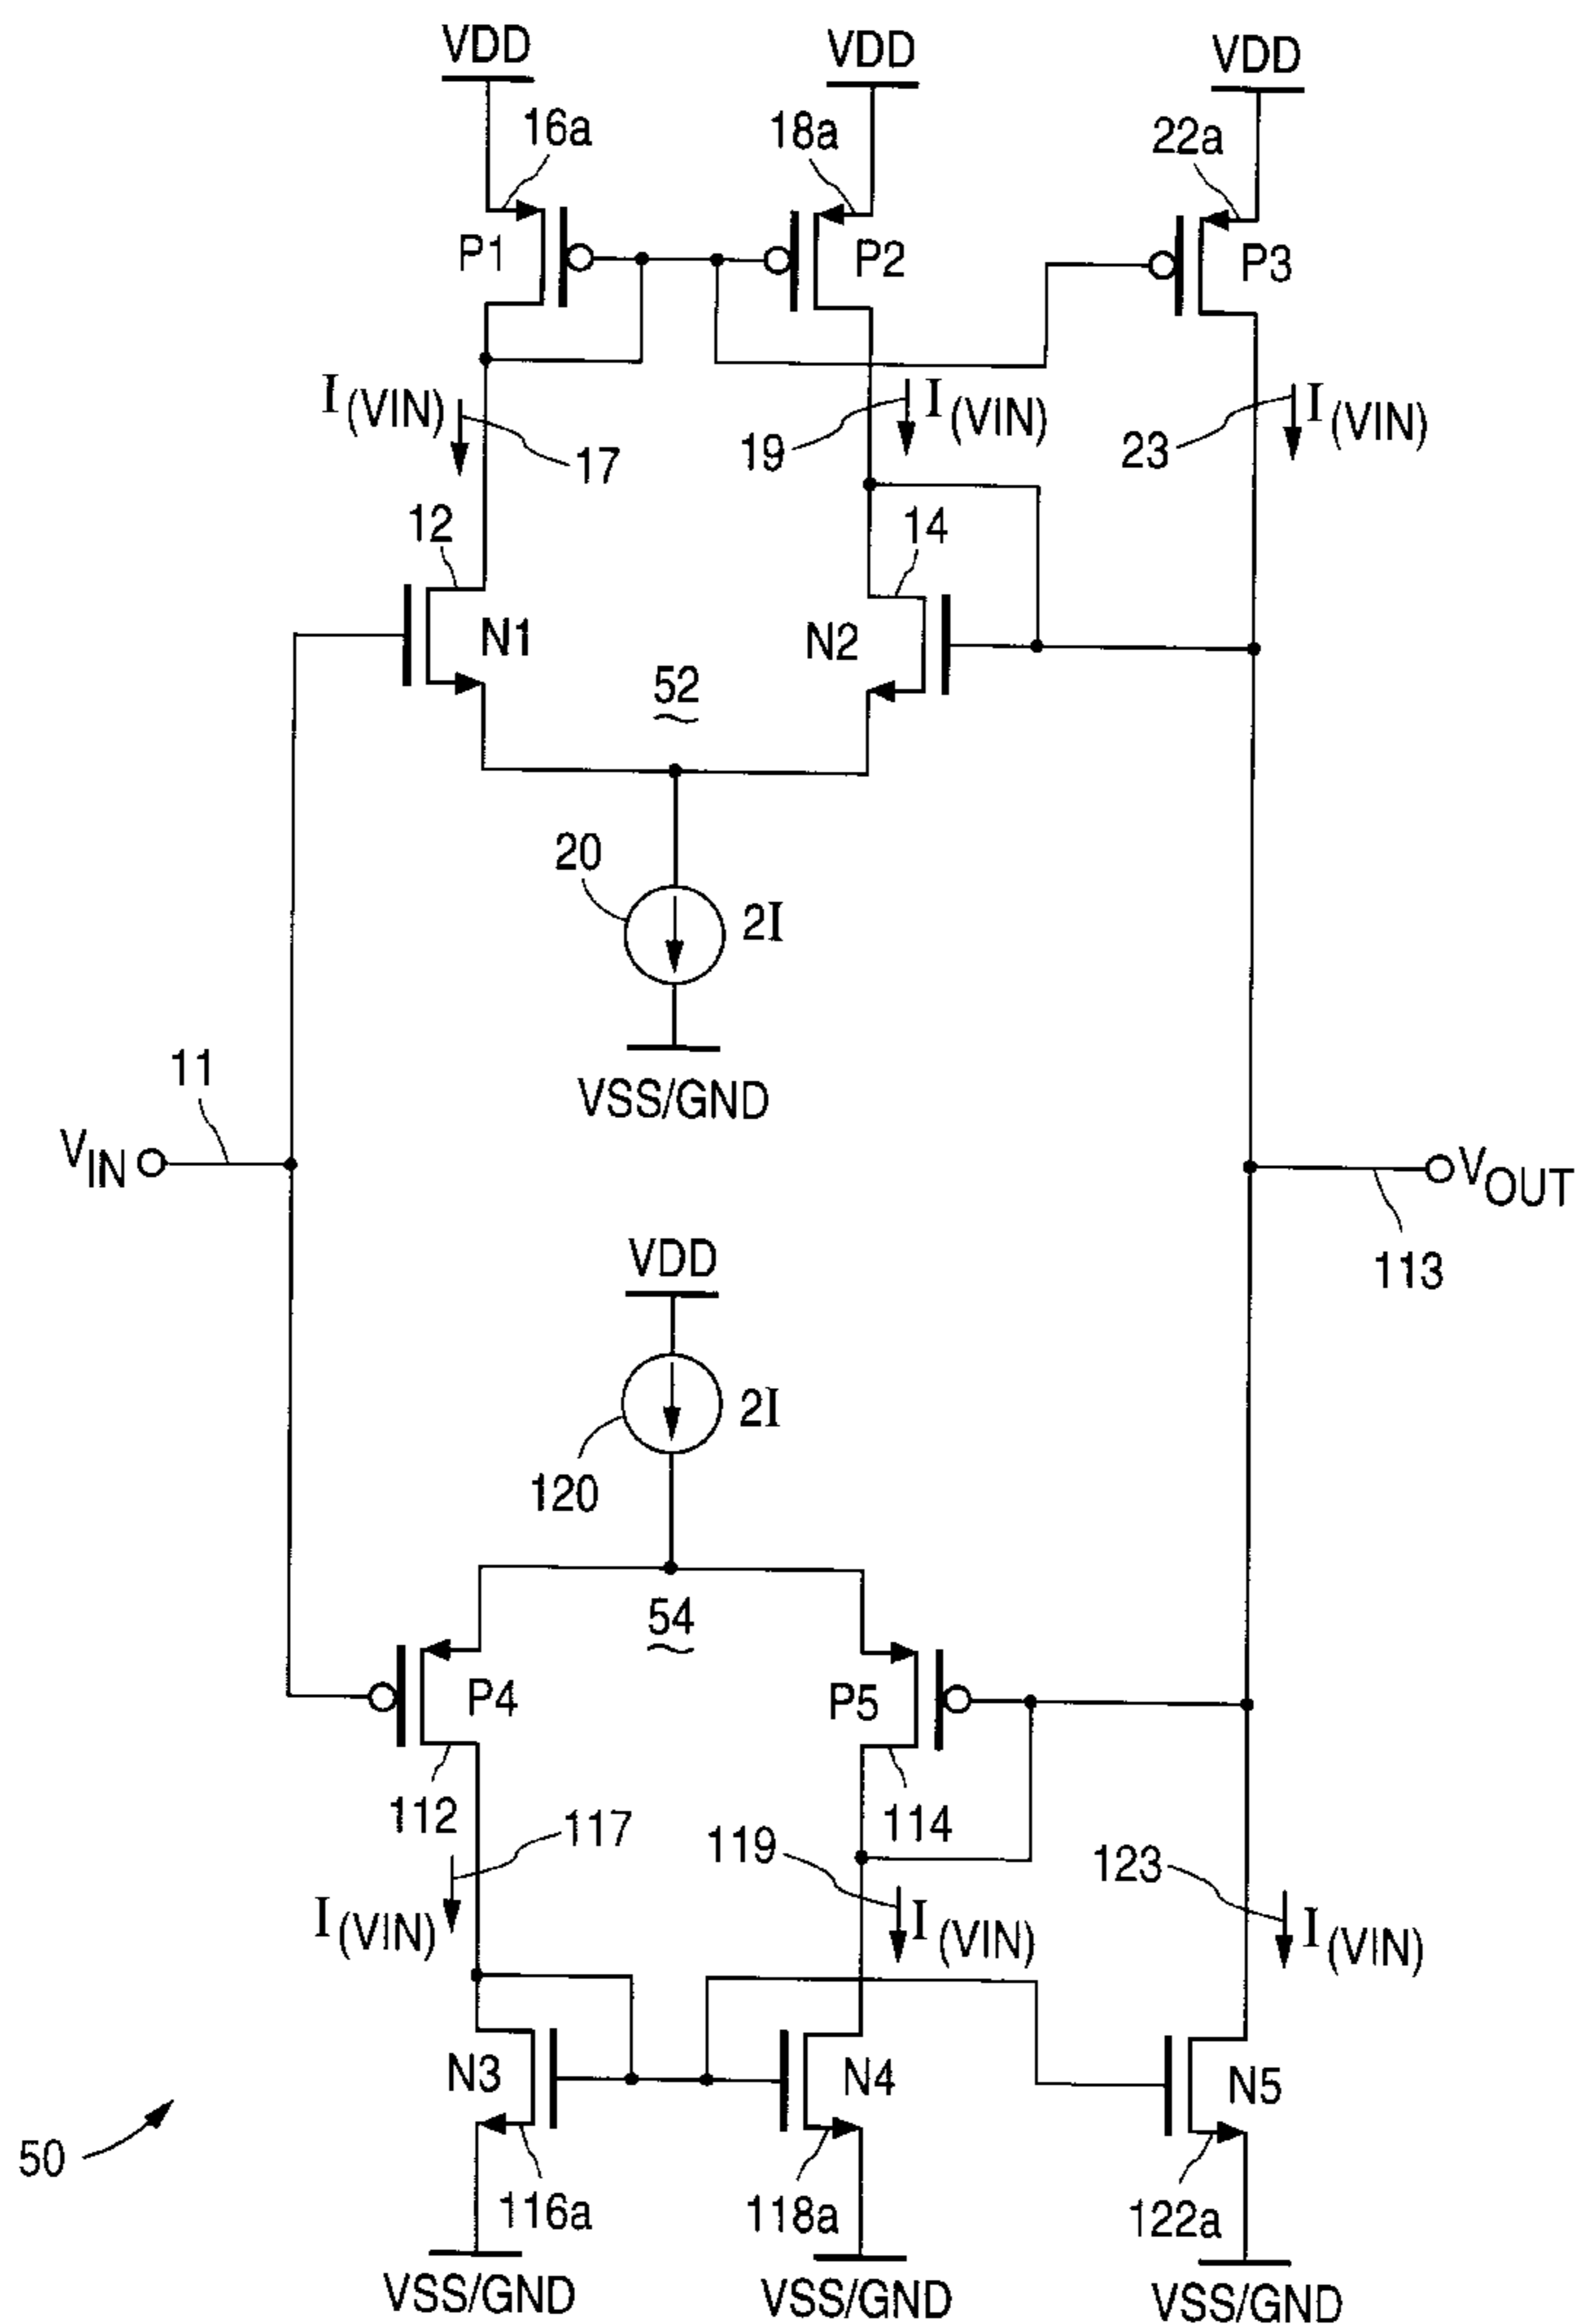 VDD
VDD
VDD
16a
18a
22a
P1
P2
P3
I(VIN)
17
19
I(VIN)
23
I(VIN)
12
14
N1
N2
52
20
2I
VSS/GND
11
VIN
VOUT
113
VDD
2I
120
54
P4
P5
112
114
117
119
123
I(VIN)
I(VIN)
I(VIN)
N3
N4
N5
50
116a
118a
122a
VSS/GND
VSS/GND
VSS/GND